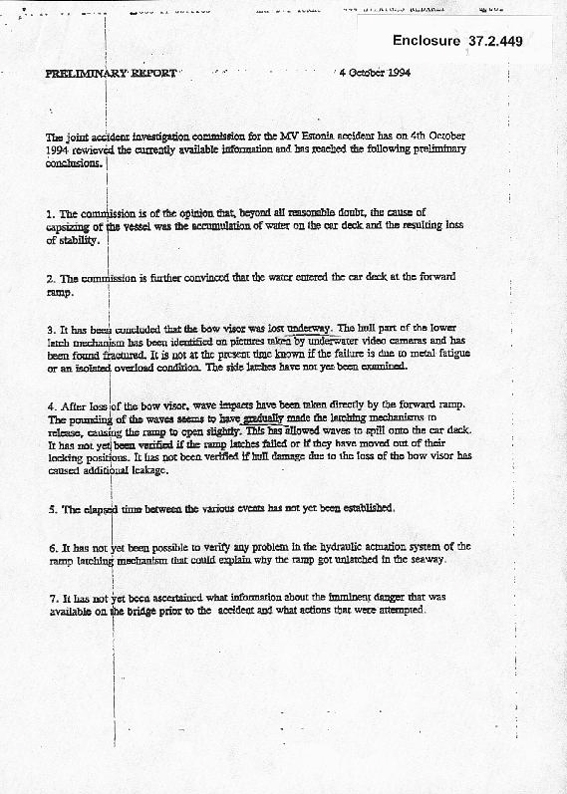 Enclosure 37.2.449
PRELIMINARY REPORT 4 October 1994
The joint accident investigation commission for the MV Estonia accident has on 4th October
1994 rewieved the currently available information and has reached the following preliminary
conclusions.
1. The commission is of the opinion that, beyond all reasonable doubt, the cause of
capsizing of the vessel was the accumulation of water on the car deck and the resulting loss
of stability.
2. The commission is further convinced that the water entered the car deck at the forward
ramp.
3. It has been concluded that the bow visor was lost underway. The hull part of the lower
latch mechanism has been identified on pictures taken by underwater video cameras and has
been found fractured. It is not at the present time known if the failure is due to metal fatigue
or an isolated overload condition. The side latches have not yet been examined.
4. After loss of the bow visor, wave impacts have been taken directly by the forward ramp.
The pounding of the waves seems to have gradually made the latching mechanisms to
release, causing the ramp to open slightly. This has allowed waves to spill onto the car deck.
It has not yet been verified if the ramp latches failed or if they have moved out of their
locking positions. It has not been verified if hull damage due to the loss of the bow visor has
caused additional leakage.
5. The elapsed time between the various events has not yet been established.
6. It has not yet been possible to verify any problem in the hydraulic actuation system of the
ramp latching mechanism that could explain why the ramp got unlatched in the seaway.
7. It has not yet been ascertained what information about the imminent danger that was
available on the bridge prior to the accident and what actions that were attempted.